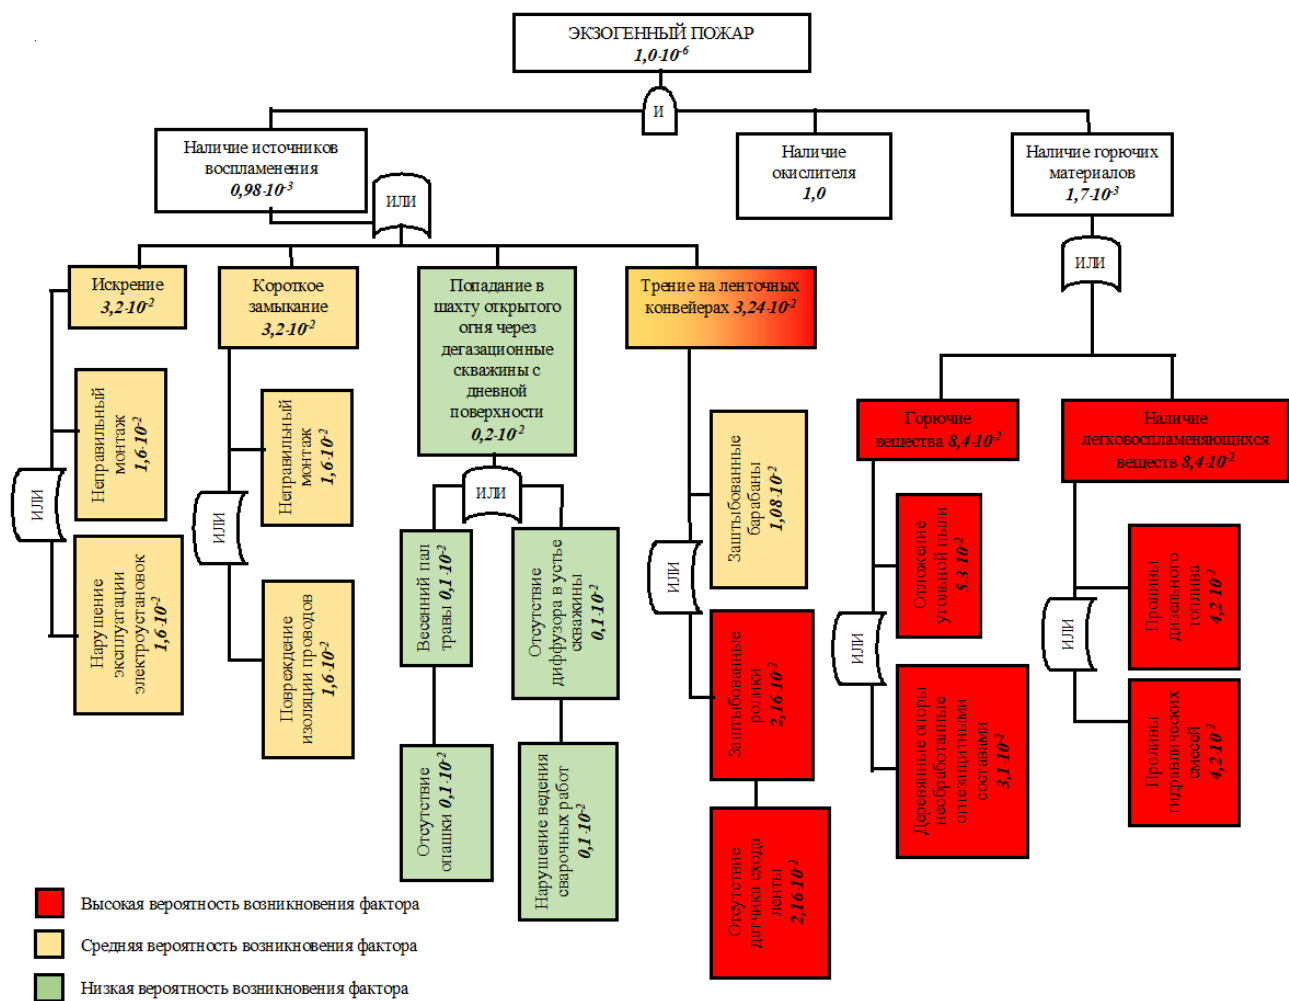 ЭКЗОГЕННЫЙ ПОЖАР
1,0·10⁻⁶
И
Наличие источников
воспламенения
0,98·10⁻³
ИЛИ
Наличие
окислителя
1,0
Наличие горючих
материалов
1,7·10⁻³
ИЛИ
Искрение
3,2·10⁻²
Короткое
замыкание
3,2·10⁻²
Попадание в
шахту открытого
огня через
дегазационные
скважины с
дневной
поверхности
0,2·10⁻²
Трение на ленточных
конвейерах 3,24·10⁻²
Горючие
вещества 8,4·10⁻²
Наличие
легковоспламеняющихся
веществ 8,4·10⁻²
Неправильный
монтаж
1,6·10⁻²
ИЛИ
Нарушение
эксплуатации
электроустановок
1,6·10⁻²
Неправильный
монтаж
1,6·10⁻²
ИЛИ
Повреждение
изоляции проводов
1,6·10⁻²
ИЛИ
Весенний пал
травы 0,1·10⁻²
Отсутствие
опашки 0,1·10⁻²
Отсутствие
диффузора в устье
скважины
0,1·10⁻²
Нарушение ведения
сварочных работ
0,1·10⁻²
Заштыбованные
барабаны
1,08·10⁻²
ИЛИ
Заштыбованные
ролики
2,16·10⁻²
Отсутствие
датчика схода
ленты
2,16·10⁻²
Отложение
угольной пыли
5.3·10⁻²
ИЛИ
Деревянные опоры
необработанные
огнезащитными
составами
3,1·10⁻²
Проливы
дизельного
топлива
4,2·10⁻²
ИЛИ
Проливы
гидравлических
смесей
4,2·10⁻²
Высокая вероятность возникновения фактора
Средняя вероятность возникновения фактора
Низкая вероятность возникновения фактора